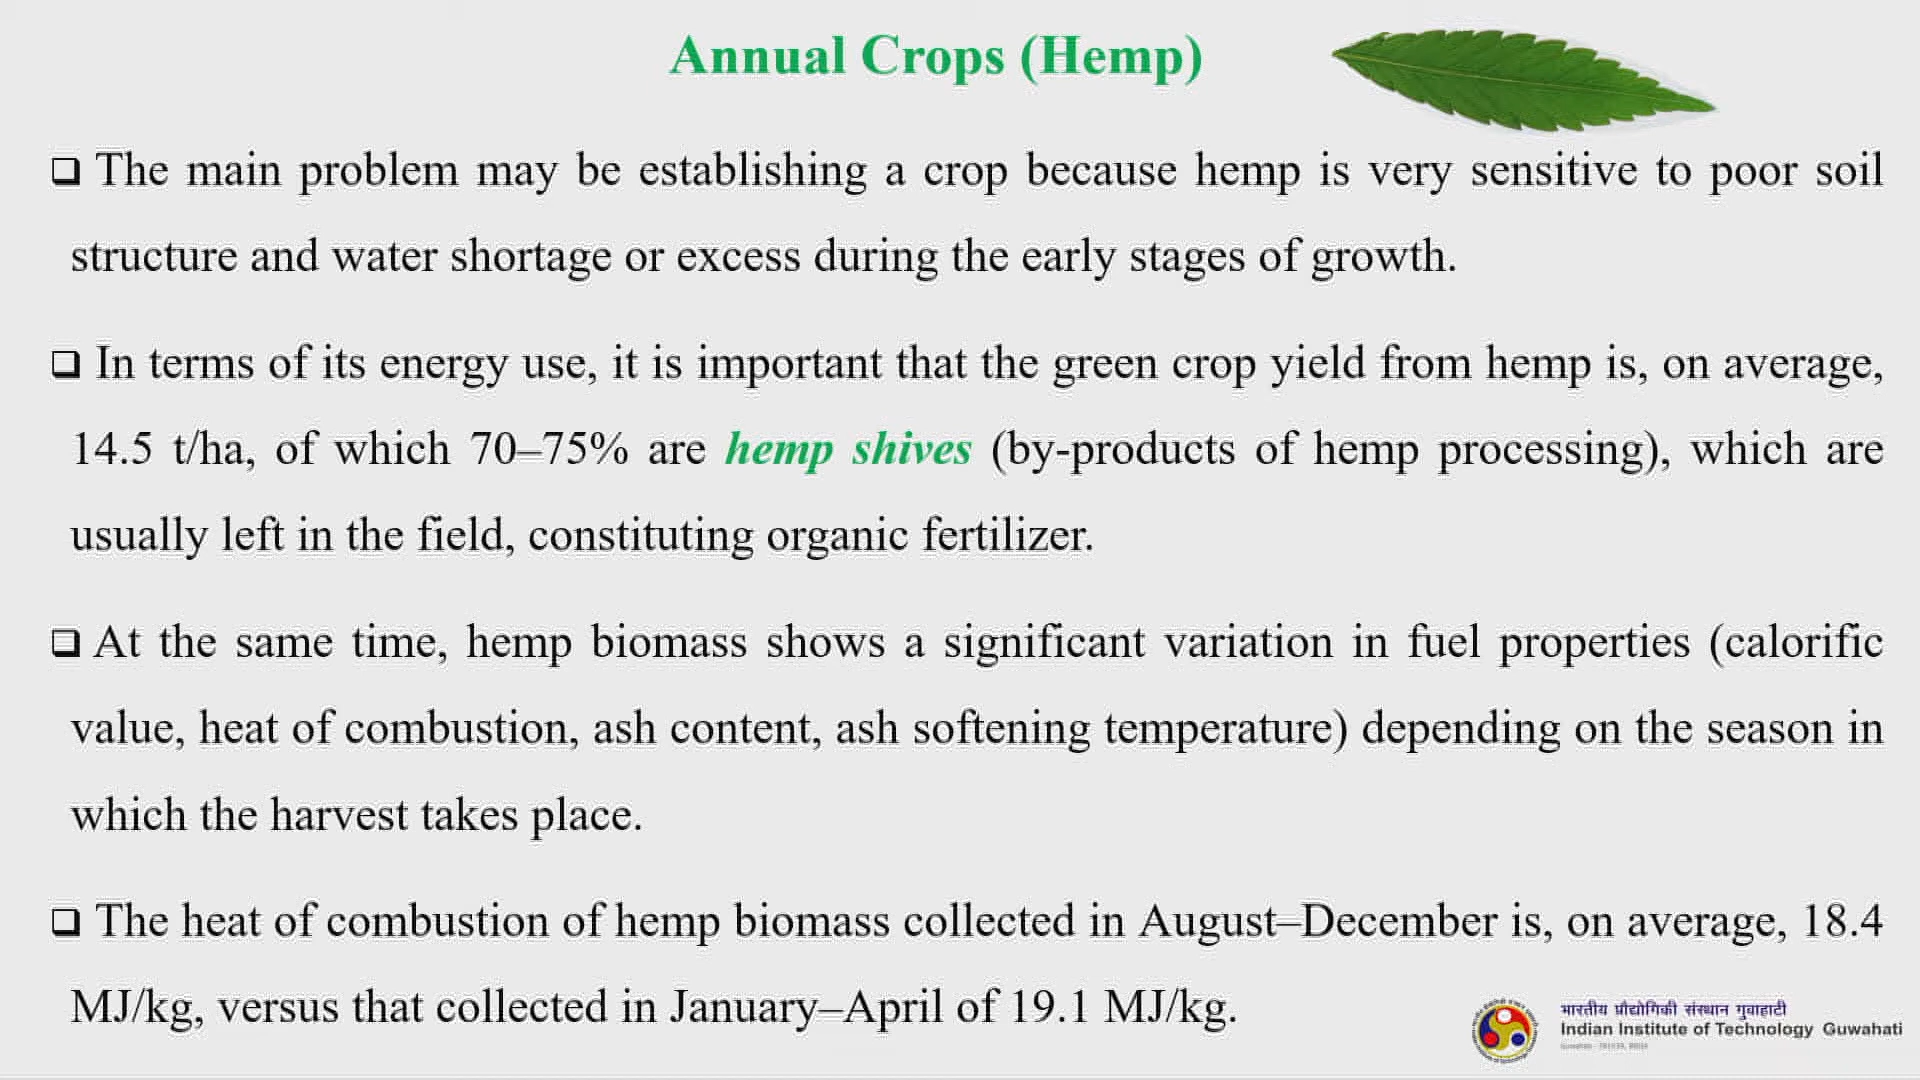 Annual Crops (Hemp)
❑ The main problem may be establishing a crop because hemp is very sensitive to poor soil
structure and water shortage or excess during the early stages of growth.
❑ In terms of its energy use, it is important that the green crop yield from hemp is, on average,
14.5 t/ha, of which 70–75% are hemp shives (by-products of hemp processing), which are
usually left in the field, constituting organic fertilizer.
❑ At the same time, hemp biomass shows a significant variation in fuel properties (calorific
value, heat of combustion, ash content, ash softening temperature) depending on the season in
which the harvest takes place.
❑ The heat of combustion of hemp biomass collected in August–December is, on average, 18.4
MJ/kg, versus that collected in January–April of 19.1 MJ/kg.
भारतीय प्रौद्योगिकी संस्थान गुवाहाटी
Indian Institute of Technology Guwahati
Guwahati - 781039, INDIA